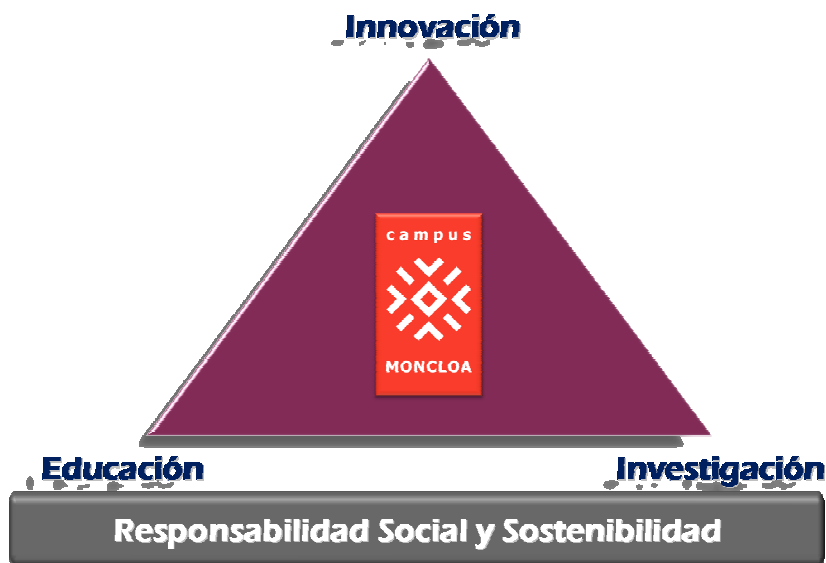 Innovación
campus
MONCLOA
Educación
Investigación
Responsabilidad Social y Sostenibilidad